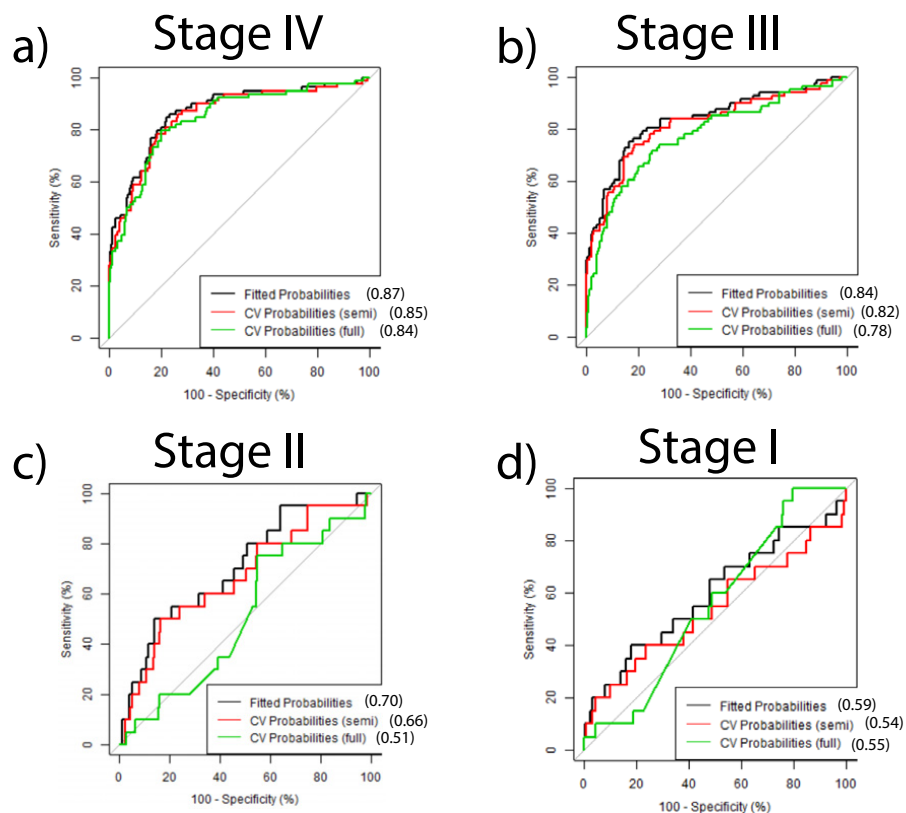 a) Stage IV
Sensitivity (%)
100
80
60
40
20
0
Fitted Probabilities (0.87)
CV Probabilities (semi) (0.85)
CV Probabilities (full) (0.84)
0 20 40 60 80 100
100 - Specificity (%)
b) Stage III
Sensitivity (%)
100
80
60
40
20
0
Fitted Probabilities (0.84)
CV Probabilities (semi) (0.82)
CV Probabilities (full) (0.78)
0 20 40 60 80 100
100 - Specificity (%)
c) Stage II
Sensitivity (%)
100
80
60
40
20
0
Fitted Probabilities (0.70)
CV Probabilities (semi) (0.66)
CV Probabilities (full) (0.51)
0 20 40 60 80 100
100 - Specificity (%)
d) Stage I
Sensitivity (%)
100
80
60
40
20
0
Fitted Probabilities (0.59)
CV Probabilities (semi) (0.54)
CV Probabilities (full) (0.55)
0 20 40 60 80 100
100 - Specificity (%)